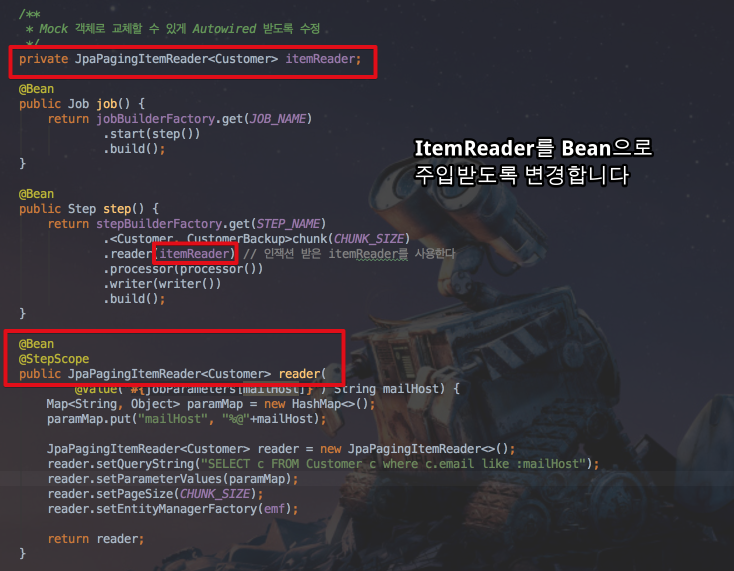 /**
* Mock 객체로 교체할 수 있게 Autowired 받도록 수정
*/
private JpaPagingItemReader<Customer> itemReader;
@Bean
public Job job() {
return jobBuilderFactory.get(JOB_NAME)
.start(step())
.build();
}
ItemReader를 Bean으로
주입받도록 변경합니다
@Bean
public Step step() {
return stepBuilderFactory.get(STEP_NAME)
.<Customer, CustomerBackup>chunk(CHUNK_SIZE)
.reader(itemReader) // 인잭션 받은 itemReader를 사용한다
.processor(processor())
.writer(writer())
.build();
}
@Bean
@StepScope
public JpaPagingItemReader<Customer> reader(
@Value("#{jobParameters[mailHost]}") String mailHost) {
Map<String, Object> paramMap = new HashMap<>();
paramMap.put("mailHost", "%@"+mailHost);
JpaPagingItemReader<Customer> reader = new JpaPagingItemReader<>();
reader.setQueryString("SELECT c FROM Customer c where c.email like :mailHost");
reader.setParameterValues(paramMap);
reader.setPageSize(CHUNK_SIZE);
reader.setEntityManagerFactory(emf);
return reader;
}